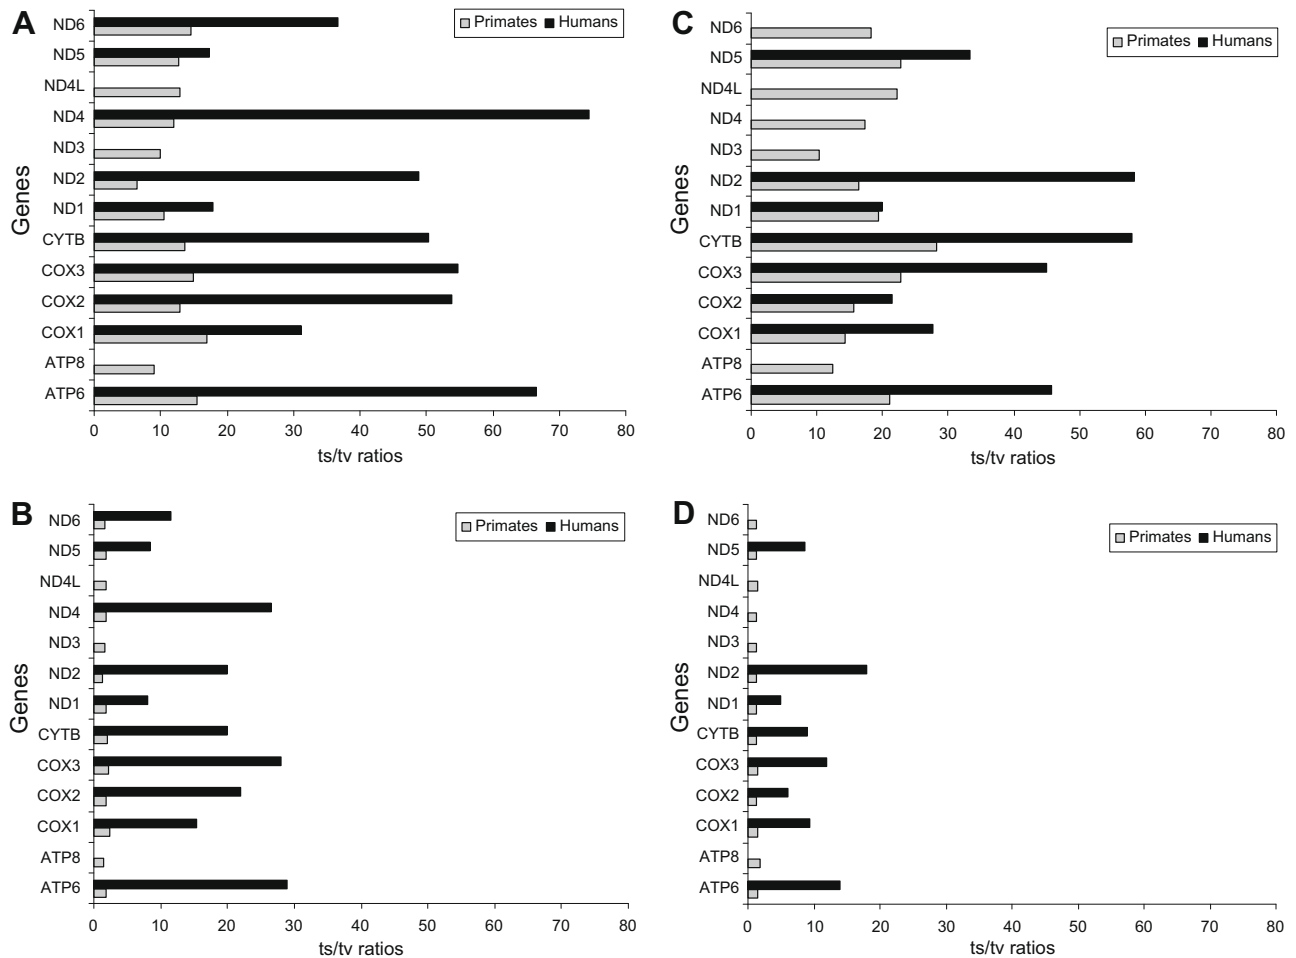 A
Primates Humans
ND6
ND5
ND4L
ND4
ND3
ND2
ND1
CYTB
COX3
COX2
COX1
ATP8
ATP6
Genes
0 10 20 30 40 50 60 70 80
ts/tv ratios
C
Primates Humans
ND6
ND5
ND4L
ND4
ND3
ND2
ND1
CYTB
COX3
COX2
COX1
ATP8
ATP6
Genes
0 10 20 30 40 50 60 70 80
ts/tv ratios
B
Primates Humans
ND6
ND5
ND4L
ND4
ND3
ND2
ND1
CYTB
COX3
COX2
COX1
ATP8
ATP6
Genes
0 10 20 30 40 50 60 70 80
ts/tv ratios
D
Primates Humans
ND6
ND5
ND4L
ND4
ND3
ND2
ND1
CYTB
COX3
COX2
COX1
ATP8
ATP6
Genes
0 10 20 30 40 50 60 70 80
ts/tv ratios